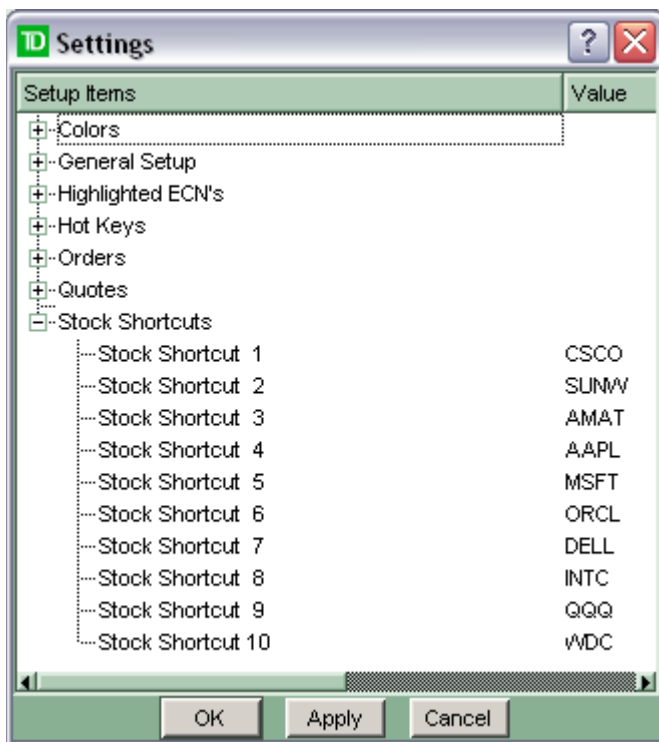 TD Settings ?
Setup Items Value
Colors
General Setup
Highlighted ECN's
Hot Keys
Orders
Quotes
Stock Shortcuts
Stock Shortcut 1 CSCO
Stock Shortcut 2 SUNW
Stock Shortcut 3 AMAT
Stock Shortcut 4 AAPL
Stock Shortcut 5 MSFT
Stock Shortcut 6 ORCL
Stock Shortcut 7 DELL
Stock Shortcut 8 INTC
Stock Shortcut 9 QQQ
Stock Shortcut 10 WDC
OK Apply Cancel